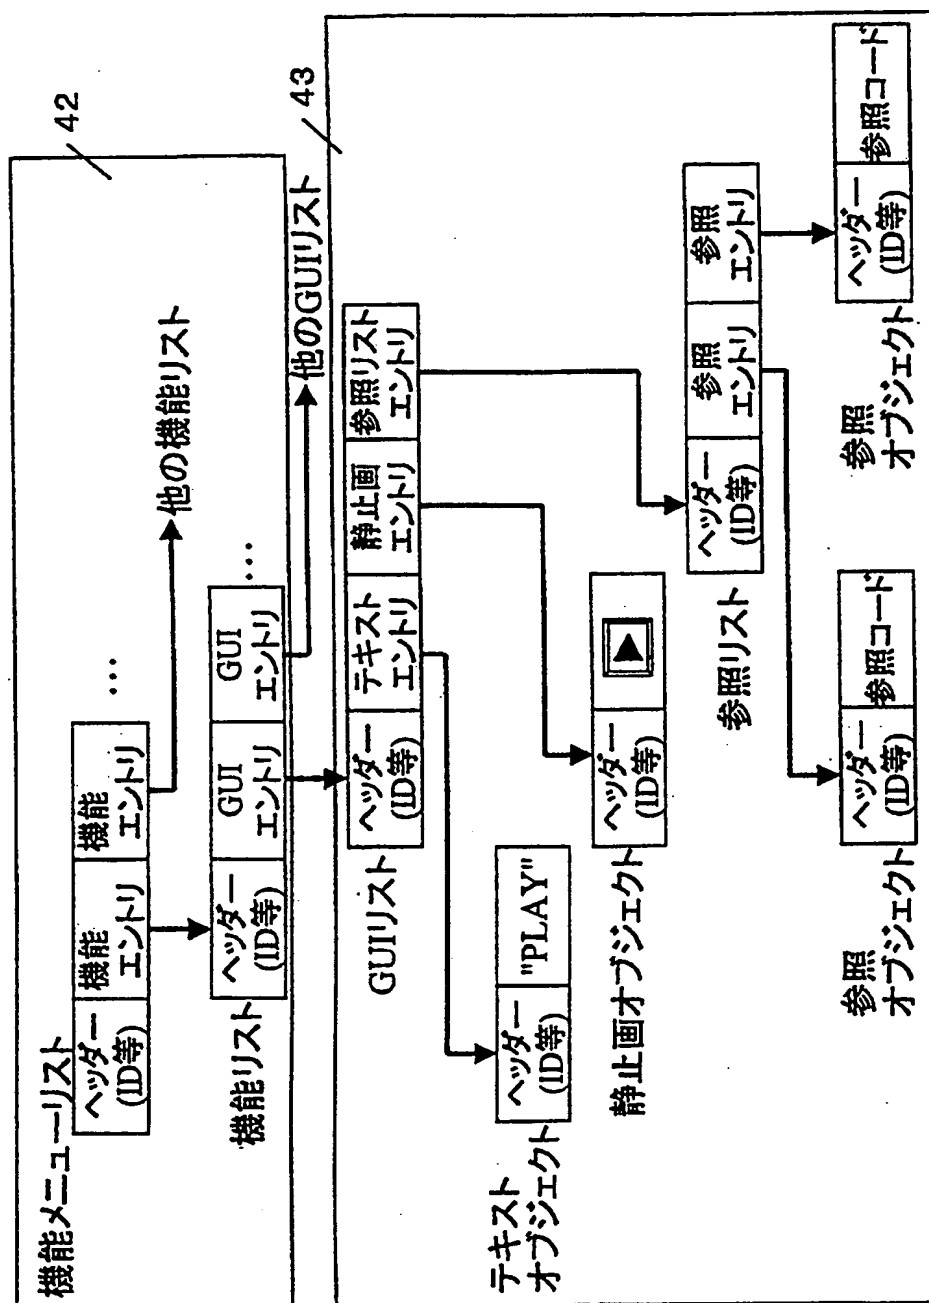 42
機能メニューリスト
ヘッダー
(ID等)
機能
エントリ
機能
エントリ
...
他の機能リスト
機能リスト
ヘッダー
(ID等)
GUI
エントリ
GUI
エントリ
...
他のGUIリスト
43
GUIリスト
ヘッダー
(ID等)
テキスト
エントリ
静止画
エントリ
参照リスト
エントリ
テキスト
オブジェクト
ヘッダー
(ID等)
"PLAY"
静止画オブジェクト
ヘッダー
(ID等)
参照リスト
ヘッダー
(ID等)
参照
エントリ
参照
エントリ
参照
オブジェクト
ヘッダー
(ID等)
参照コード
参照
オブジェクト
ヘッダー
(ID等)
参照コード